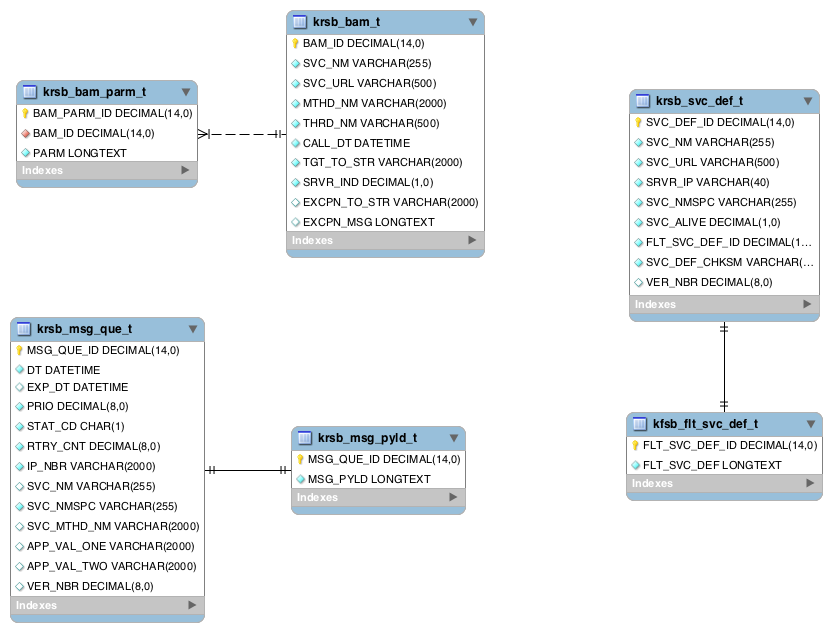 krsb_bam_t
BAM_ID DECIMAL(14,0)
SVC_NM VARCHAR(255)
SVC_URL VARCHAR(500)
MTHD_NM VARCHAR(2000)
THRD_NM VARCHAR(500)
CALL_DT DATETIME
TGT_TO_STR VARCHAR(2000)
SRVR_IND DECIMAL(1,0)
EXCPN_TO_STR VARCHAR(2000)
EXCPN_MSG LONGTEXT
Indexes
krsb_bam_parm_t
BAM_PARM_ID DECIMAL(14,0)
BAM_ID DECIMAL(14,0)
PARM LONGTEXT
Indexes
krsb_svc_def_t
SVC_DEF_ID DECIMAL(14,0)
SVC_NM VARCHAR(255)
SVC_URL VARCHAR(500)
SRVR_IP VARCHAR(40)
SVC_NMSPC VARCHAR(255)
SVC_ALIVE DECIMAL(1,0)
FLT_SVC_DEF_ID DECIMAL(1...
SVC_DEF_CHKSM VARCHAR(...
VER_NBR DECIMAL(8,0)
Indexes
krsb_msg_que_t
MSG_QUE_ID DECIMAL(14,0)
DT DATETIME
EXP_DT DATETIME
PRIO DECIMAL(8,0)
STAT_CD CHAR(1)
RTRY_CNT DECIMAL(8,0)
IP_NBR VARCHAR(2000)
SVC_NM VARCHAR(255)
SVC_NMSPC VARCHAR(255)
SVC_MTHD_NM VARCHAR(2000)
APP_VAL_ONE VARCHAR(2000)
APP_VAL_TWO VARCHAR(2000)
VER_NBR DECIMAL(8,0)
Indexes
krsb_msg_pyld_t
MSG_QUE_ID DECIMAL(14,0)
MSG_PYLD LONGTEXT
Indexes
kfsb_flt_svc_def_t
FLT_SVC_DEF_ID DECIMAL(14,0)
FLT_SVC_DEF LONGTEXT
Indexes